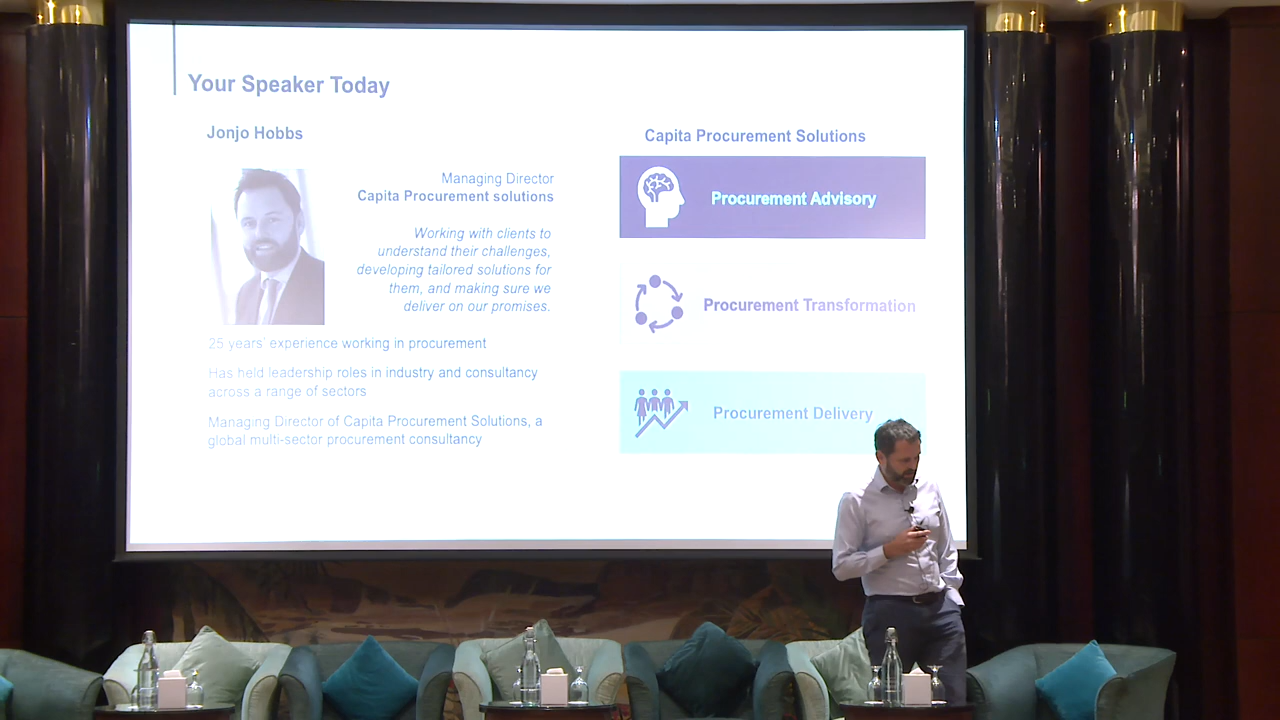 Your Speaker Today
Jonjo Hobbs
Managing Director
Capita Procurement solutions
Working with clients to
understand their challenges,
developing tailored solutions for
them, and making sure we
deliver on our promises.
25 years' experience working in procurement
Has held leadership roles in industry and consultancy
across a range of sectors
Managing Director of Capita Procurement Solutions, a
global multi-sector procurement consultancy
Capita Procurement Solutions
Procurement Advisory
Procurement Transformation
Procurement Delivery